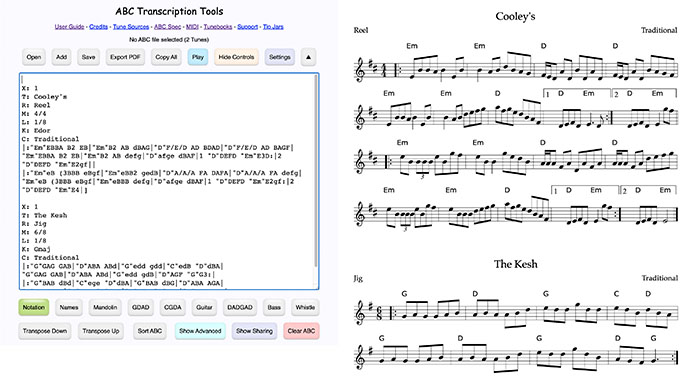 ABC Transcription Tools
User Guide - Credits - Tune Sources - ABC Spec - MIDI - Tunebooks - Support - Tip Jars
No ABC file selected (2 Tunes)
Open Add Save Export PDF Copy All Play Hide Controls Settings ▲
X: 1
T: Cooley's
R: Reel
M: 4/4
L: 1/8
K: Edor
C: Traditional
|:"Em"EBBA B2 EB|"Em"B2 AB dBAG|"D"F/E/D AD BDAD|"D"F/E/D AD BAGF|
"Em"EBBA B2 EB|"Em"B2 AB defg|"D"afge dBAF|1 "D"DEFD "Em"E3D:|2
"D"DEFD "Em"E2gf||
|:"Em"eB (3BBB eBgf|"Em"eBB2 gedB|"D"A/A/A FA DAFA|"D"A/A/A FA defg|
"Em"eB (3BBB eBgf|"Em"eBBB defg|"D"afge dBAF|1 "D"DEFD "Em"E2gf:|2
"D"DEFD "Em"E4|]
X: 1
T: The Kesh
R: Jig
M: 6/8
L: 1/8
K: Gmaj
C: Traditional
|:"G"GAG GAB|"D"ABA ABd|"G"edd gdd|"C"edB "D"dBA|
"G"GAG GAB|"D"ABA ABd|"G"edd gdB|"D"AGF "G"G3:|
|:"G"BAB dBd|"C"ege "D"dBA|"G"BAB dBG|"D"ABA AGA|
Notation Names Mandolin GDAD CGDA Guitar DADGAD Bass Whistle
Transpose Down Transpose Up Sort ABC Show Advanced Show Sharing Clear ABC
Cooley's
Reel Traditional
Em Em D D
Em Em D 1 D Em 2 D Em
Em Em D D
Em Em D 1 D Em 2 D Em
The Kesh
Jig Traditional
G D G C D
G D G D G